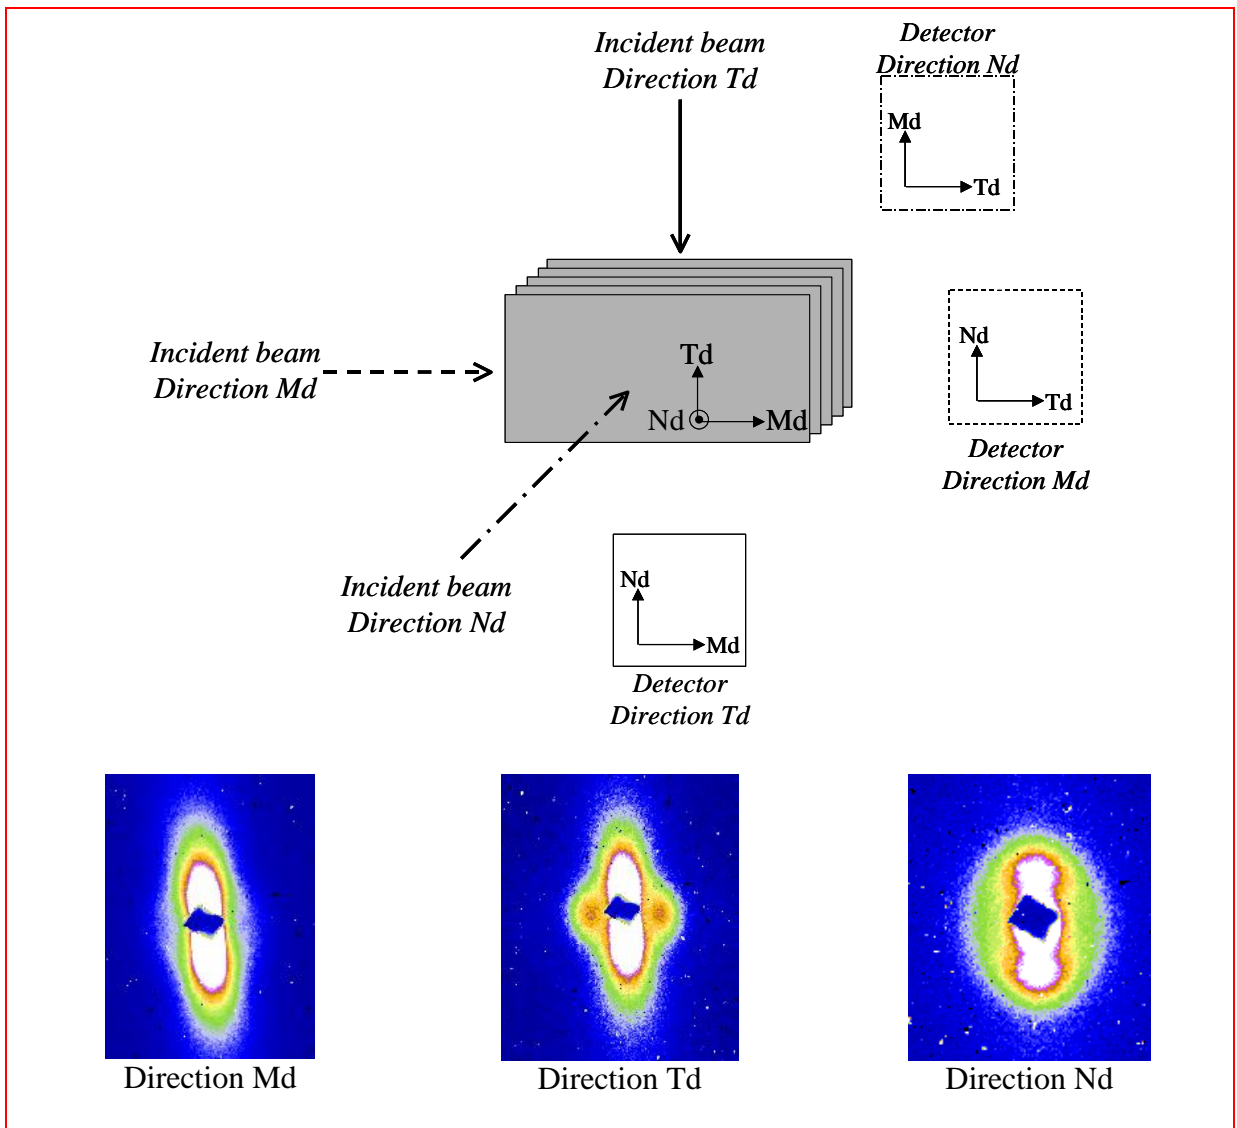 Incident beam
Direction Td
Detector
Direction Nd
Md
Td
Incident beam
Direction Md
Td
Nd
Md
Nd
Td
Detector
Direction Md
Incident beam
Direction Nd
Nd
Md
Detector
Direction Td
Direction Md
Direction Td
Direction Nd